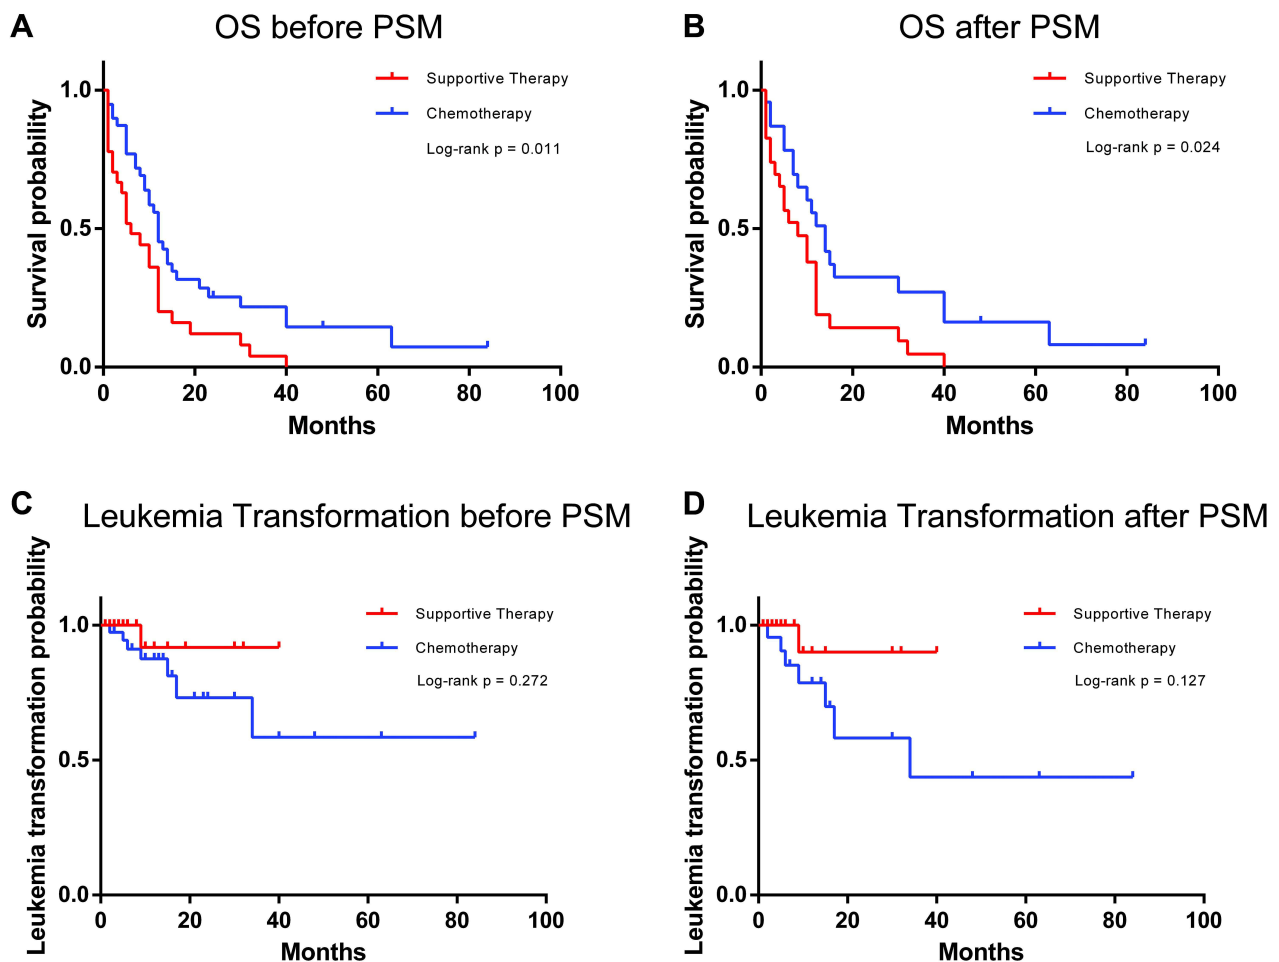 A
OS before PSM
Supportive Therapy
Chemotherapy
Log-rank p = 0.011
Survival probability
1.0
0.5
0.0
0 20 40 60 80 100
Months
B
OS after PSM
Supportive Therapy
Chemotherapy
Log-rank p = 0.024
Survival probability
1.0
0.5
0.0
0 20 40 60 80 100
Months
C
Leukemia Transformation before PSM
Supportive Therapy
Chemotherapy
Log-rank p = 0.272
Leukemia transformation probability
1.0
0.5
0.0
0 20 40 60 80 100
Months
D
Leukemia Transformation after PSM
Supportive Therapy
Chemotherapy
Log-rank p = 0.127
Leukemia transformation probability
1.0
0.5
0.0
0 20 40 60 80 100
Months